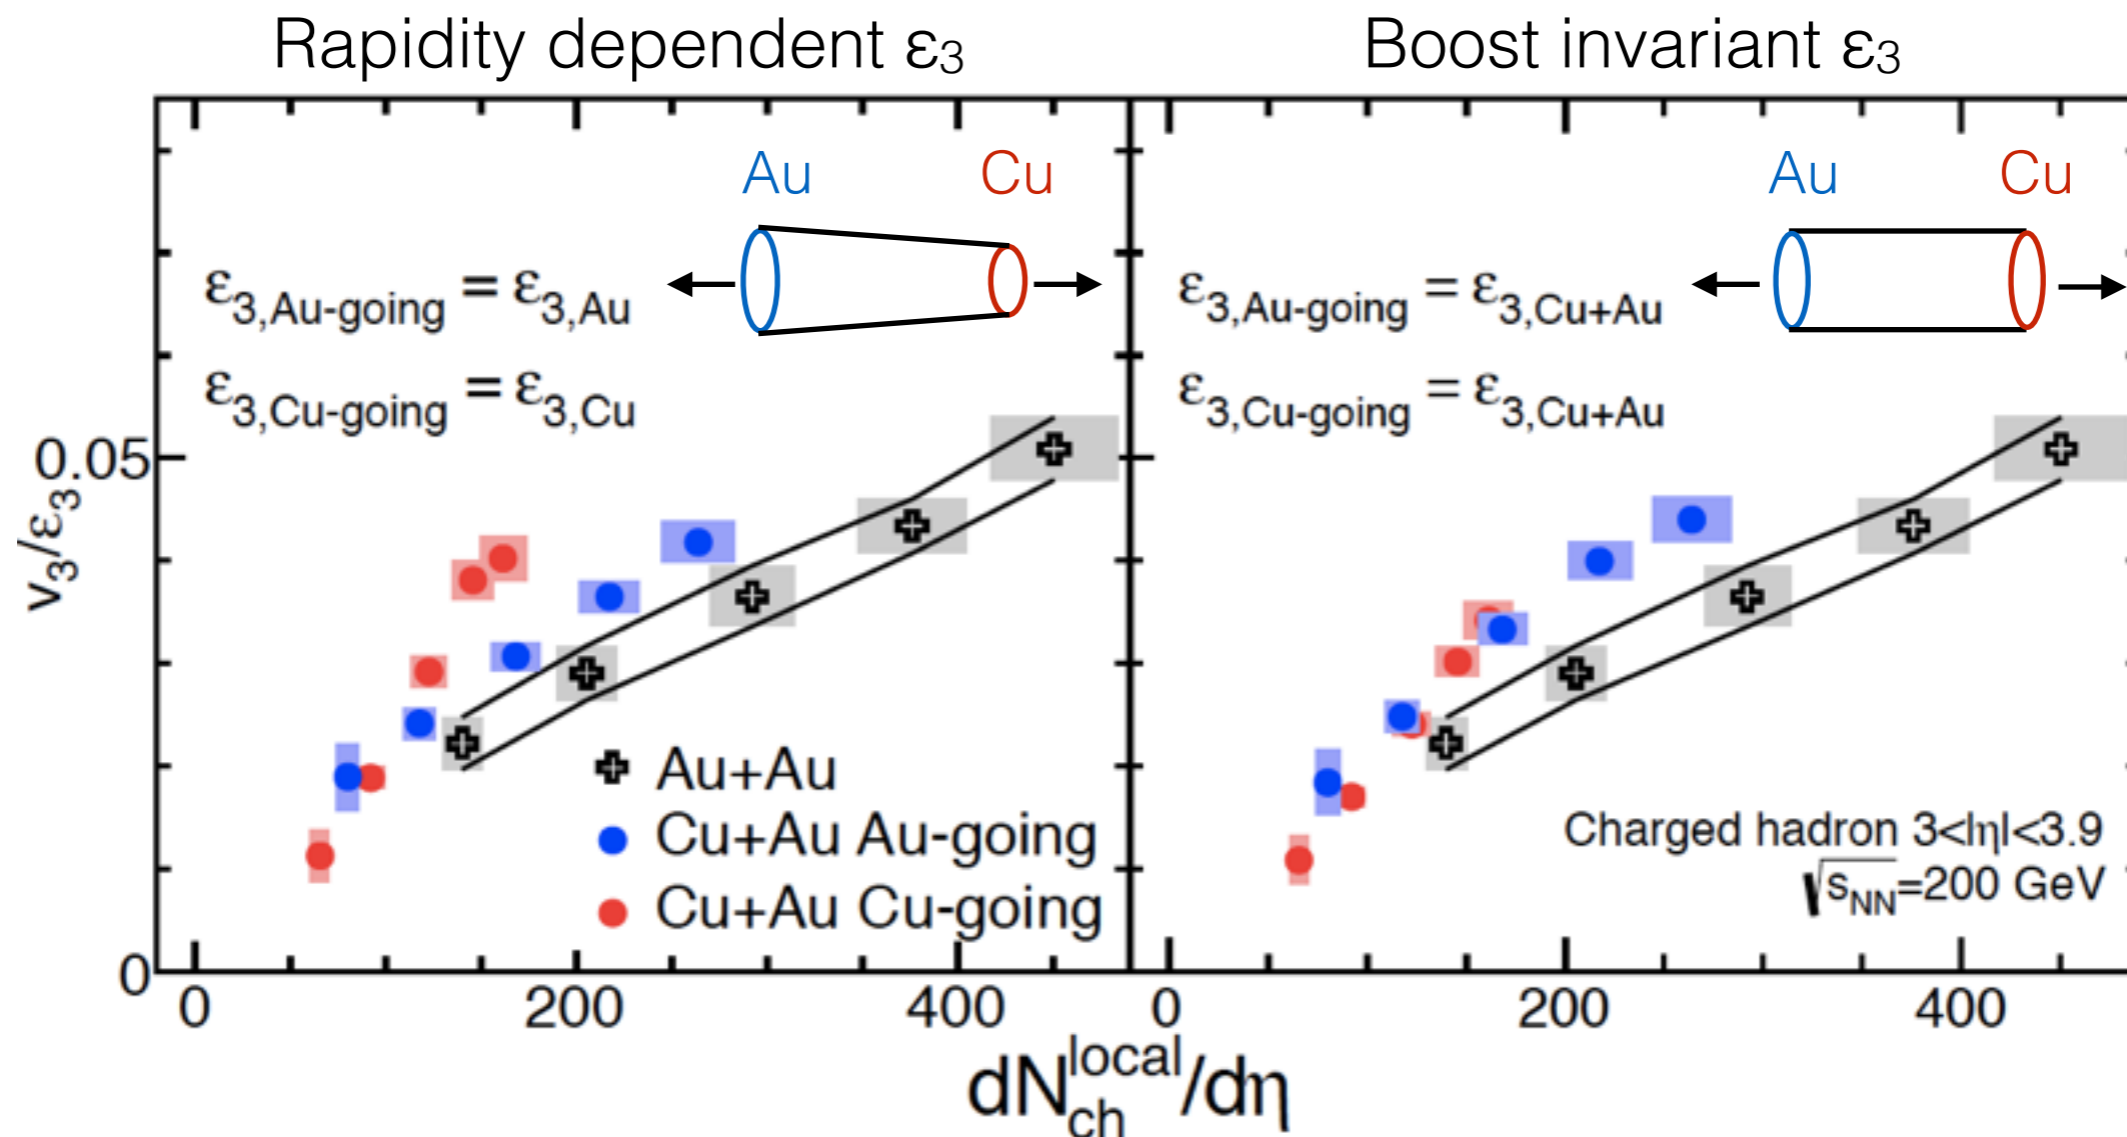 Rapidity dependent ε₃
Boost invariant ε₃
Au
Cu
ε3,Au-going = ε3,Au
ε3,Cu-going = ε3,Cu
Au
Cu
ε3,Au-going = ε3,Cu+Au
ε3,Cu-going = ε3,Cu+Au
v3/ε3
0.05
0
Au+Au
Cu+Au Au-going
Cu+Au Cu-going
Charged hadron 3<|η|<3.9
√sNN=200 GeV
0
200
400
0
200
400
dNch^local/dη